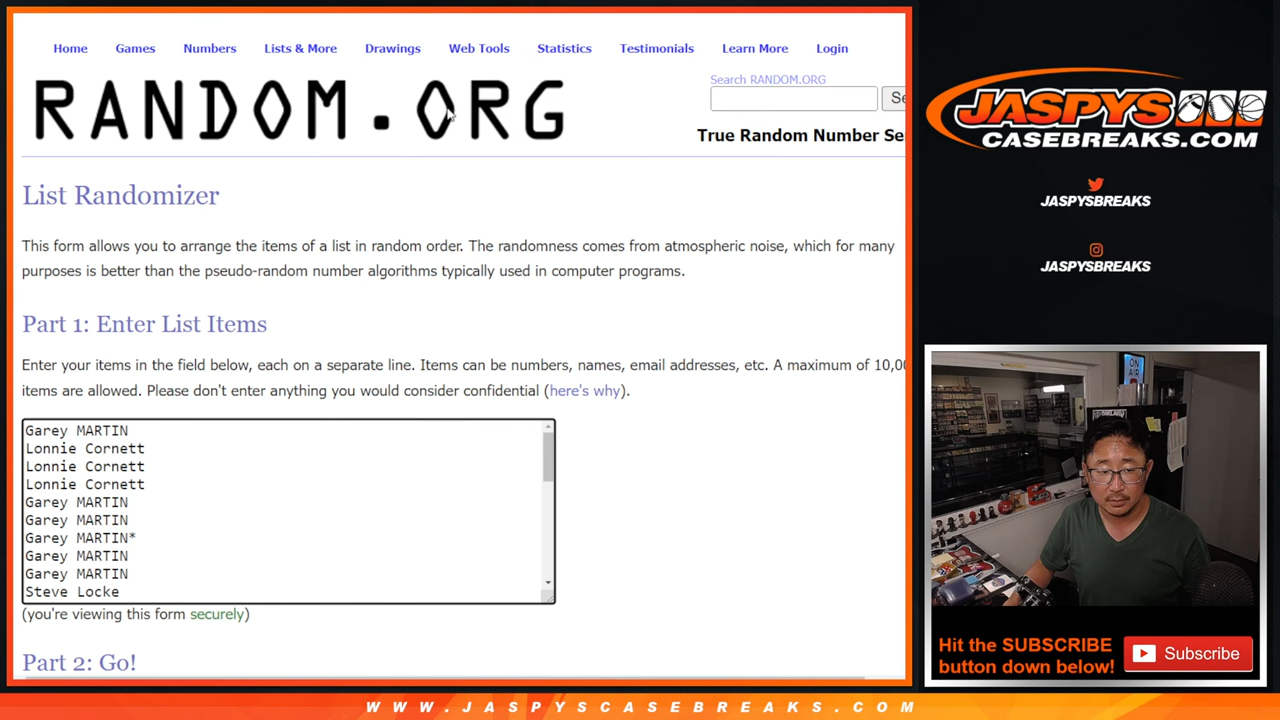 Home Games Numbers Lists & More Drawings Web Tools Statistics Testimonials Learn More Login
RANDOM.ORG
Search RANDOM.ORG
Se
True Random Number Se
List Randomizer
This form allows you to arrange the items of a list in random order. The randomness comes from atmospheric noise, which for many
purposes is better than the pseudo-random number algorithms typically used in computer programs.
Part 1: Enter List Items
Enter your items in the field below, each on a separate line. Items can be numbers, names, email addresses, etc. A maximum of 10,00
items are allowed. Please don't enter anything you would consider confidential (here's why).
Garey MARTIN
Lonnie Cornett
Lonnie Cornett
Lonnie Cornett
Garey MARTIN
Garey MARTIN
Garey MARTIN*
Garey MARTIN
Garey MARTIN
Steve Locke
(you're viewing this form securely)
Part 2: Go!
JASPYS
CASEBREAKS.COM
JASPYSBREAKS
JASPYSBREAKS
ON
AIR
Hit the SUBSCRIBE
button down below!
Subscribe
WWW.JASPYSCASEBREAKS.COM